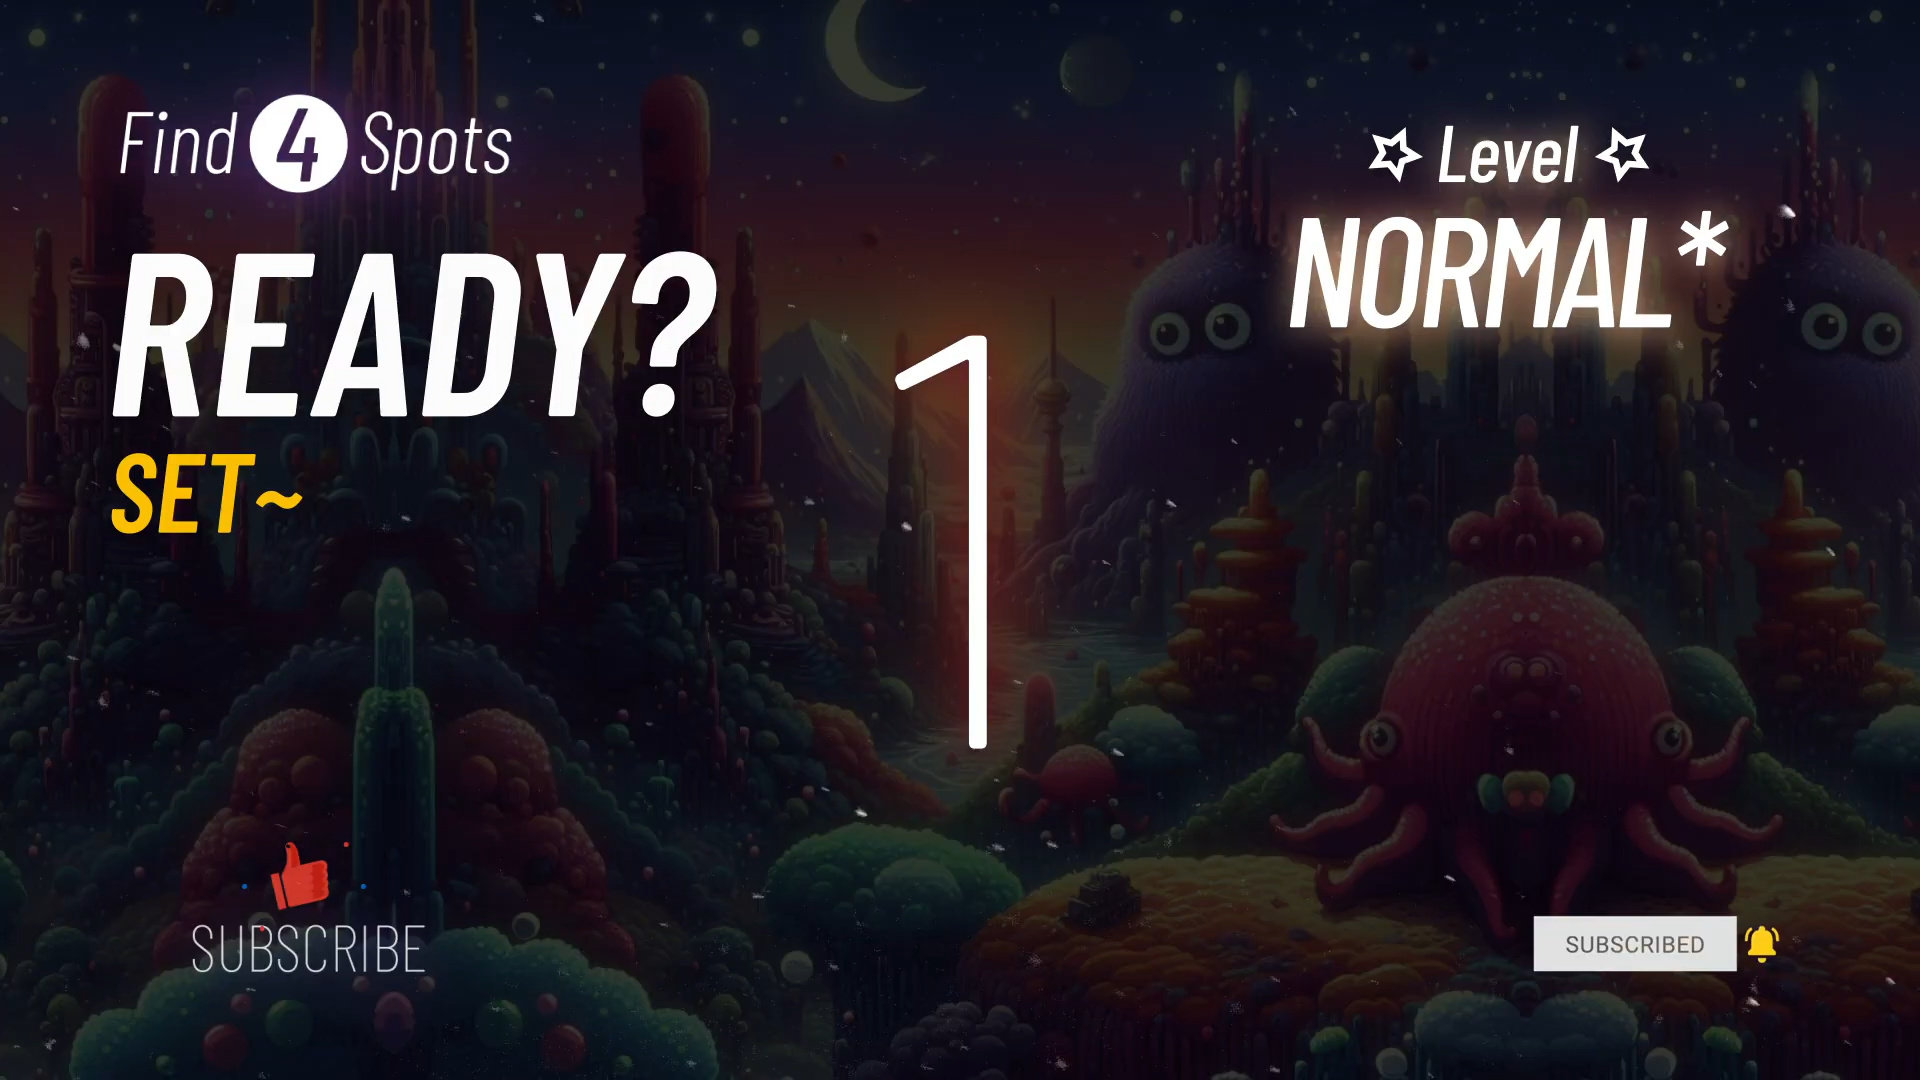 Find 4 Spots
READY?
SET~
☆ Level ☆
NORMAL*
1
SUBSCRIBE
SUBSCRIBED